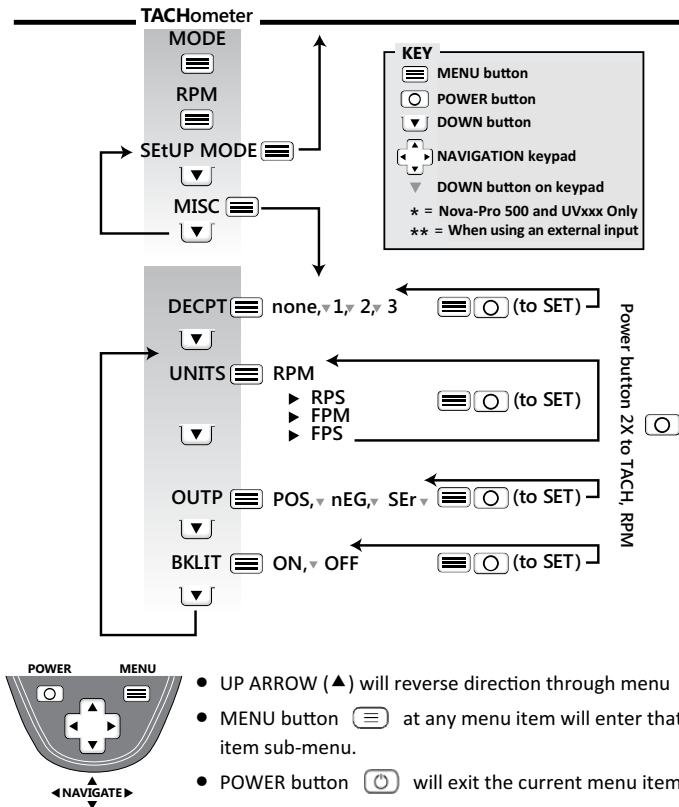 TACHometer
MODE
RPM
SEtUP MODE
MISC
KEY
MENU button
POWER button
DOWN button
NAVIGATION keypad
DOWN button on keypad
* = Nova-Pro 500 and UVxxx Only
** = When using an external input
DECPT none, 1, 2, 3 (to SET)
UNITS RPM (to SET)
RPS
FPM
FPS
OUTP POS, nEG, SEr (to SET)
BKLIT ON, OFF (to SET)
Power button 2X to TACH, RPM
POWER MENU
NAVIGATE
• UP ARROW (▲) will reverse direction through menu
• MENU button at any menu item will enter that
item sub-menu.
• POWER button will exit the current menu item